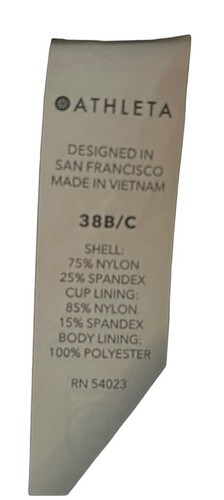 ATHLETA
DESIGNED IN
SAN FRANCISCO
MADE IN VIETNAM
38B/C
SHELL:
75% NYLON
25% SPANDEX
CUP LINING:
85% NYLON
15% SPANDEX
BODY LINING:
100% POLYESTER
RN 54023